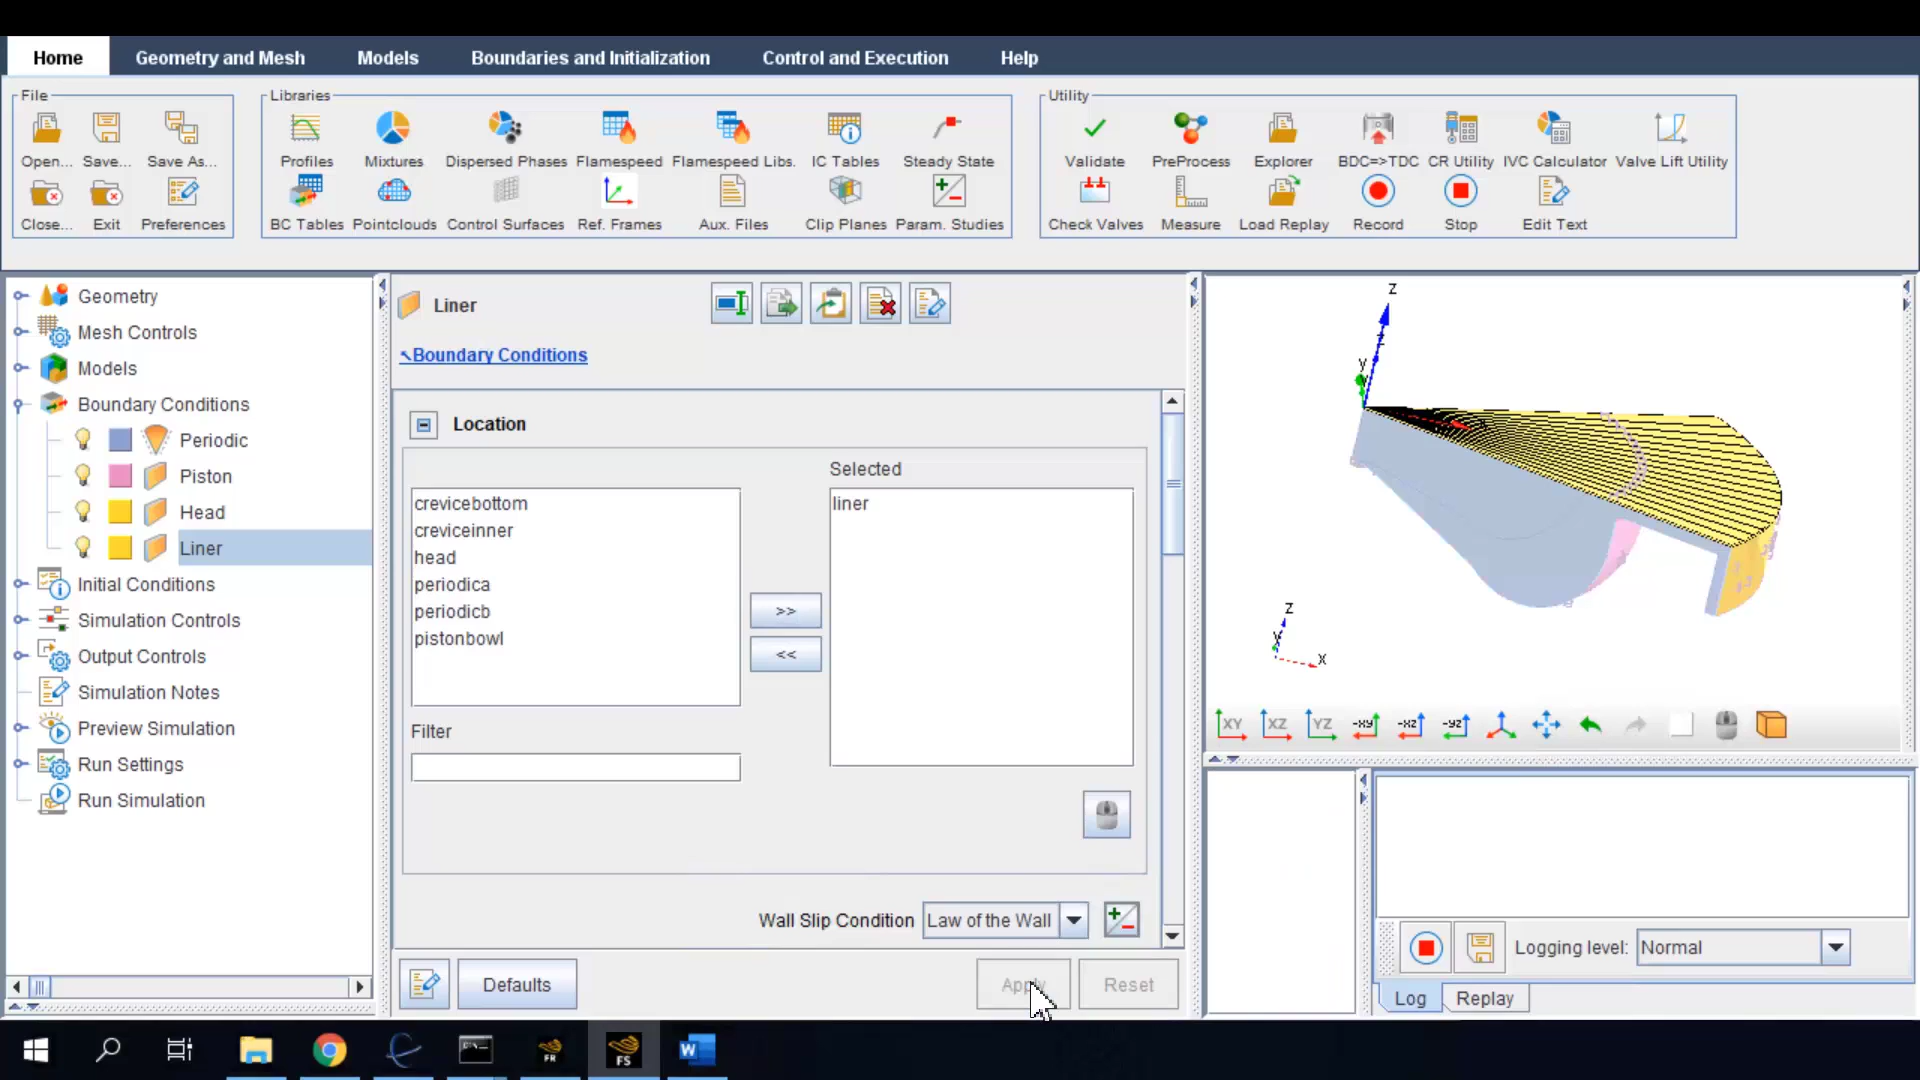 Home Geometry and Mesh Models Boundaries and Initialization Control and Execution Help
File Libraries Utility
Open... Save... Save As... Profiles Mixtures Dispersed Phases Flamespeed Flamespeed Libs. IC Tables Steady State Validate PreProcess Explorer BDC=>TDC CR Utility IVC Calculator Valve Lift Utility
Close... Exit Preferences BC Tables Pointclouds Control Surfaces Ref. Frames Aux. Files Clip Planes Param. Studies Check Valves Measure Load Replay Record Stop Edit Text
Geometry
Mesh Controls
Models
Boundary Conditions
Periodic
Piston
Head
Liner
Initial Conditions
Simulation Controls
Output Controls
Simulation Notes
Preview Simulation
Run Settings
Run Simulation
Liner
Boundary Conditions
Location
crevicebottom
creviceinner
head
periodica
periodicb
pistonbowl
>>
<<
Selected
liner
Filter
Wall Slip Condition Law of the Wall
Defaults Apply Reset
Z
Z
y
Z
y
X
XY XZ YZ -xy -xz -yz
Logging level: Normal
Log Replay
FR FS W